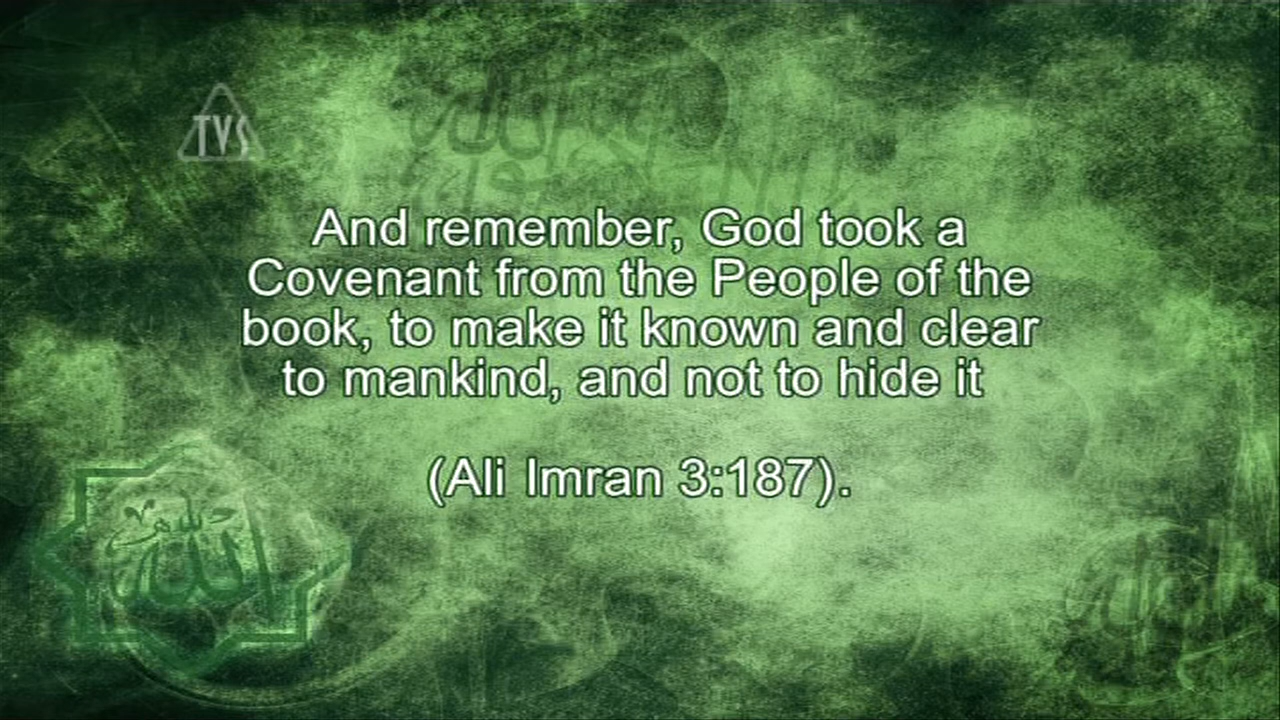 TVS
And remember, God took a
Covenant from the People of the
book, to make it known and clear
to mankind, and not to hide it
(Ali Imran 3:187).
الله